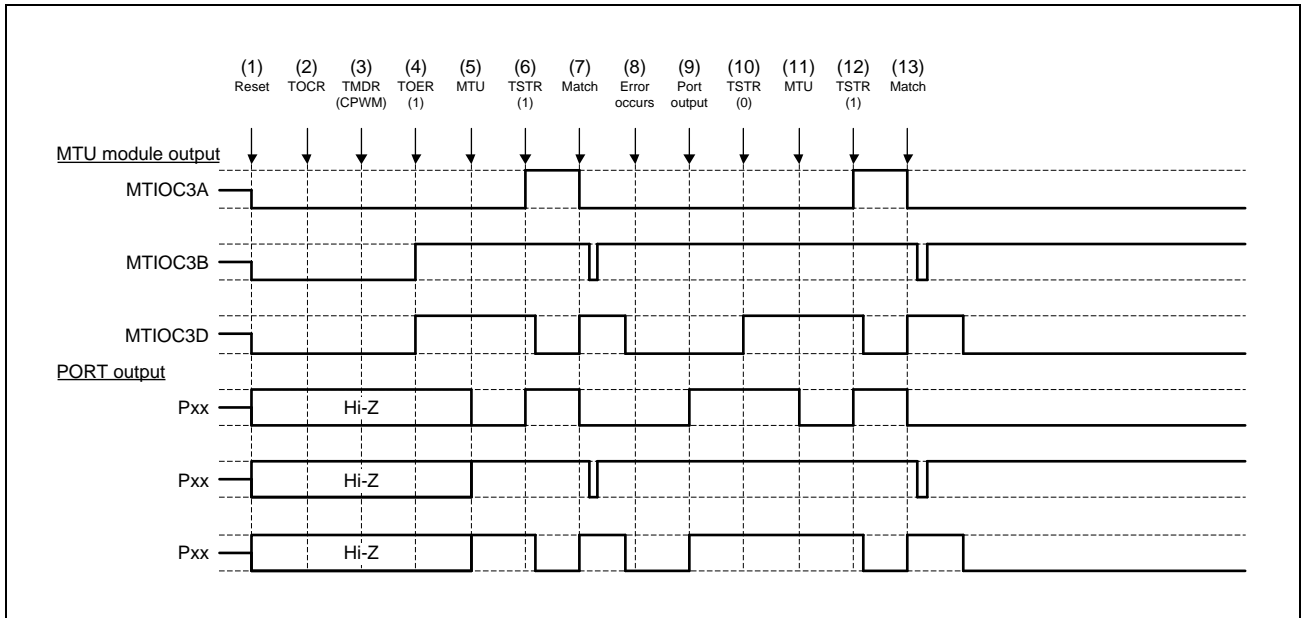 (1) (2) (3) (4) (5) (6) (7) (8) (9) (10) (11) (12) (13)
Reset TOCR TMDR TOER MTU TSTR Match Error Port TSTR MTU TSTR Match
(CPWM) (1) (1) occurs output (0) (1)
MTU module output
MTIOC3A
MTIOC3B
MTIOC3D
PORT output
Pxx Hi-Z
Pxx Hi-Z
Pxx Hi-Z